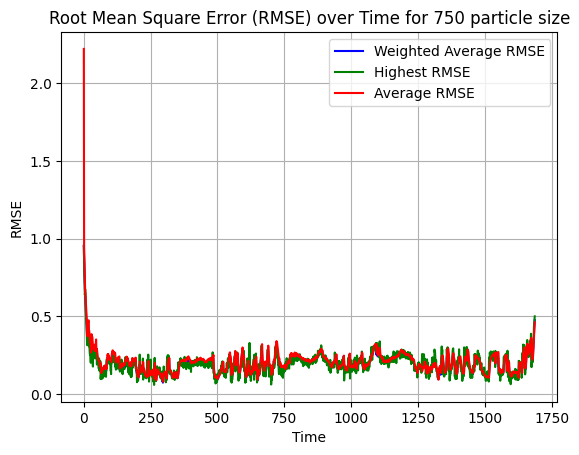 Root Mean Square Error (RMSE) over Time for 750 particle size
Weighted Average RMSE
Highest RMSE
Average RMSE
RMSE
2.0
1.5
1.0
0.5
0.0
0 250 500 750 1000 1250 1500 1750
Time